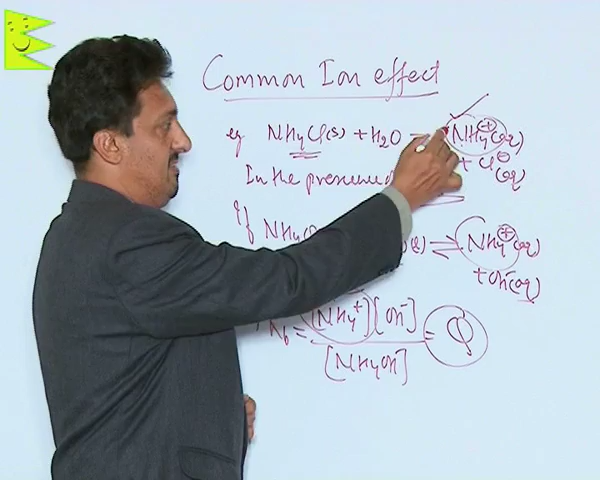 Common Ion effect
eg NH4Cl(s) + H2O ⇌ NH4⊕(aq)
+ Cl⊖(aq)
In the presence
If NH4 ⇌ NH4⊕(aq)
+ OH⁻(aq)
Kb = [NH4⁺][OH⁻] = Q
[NH4OH]